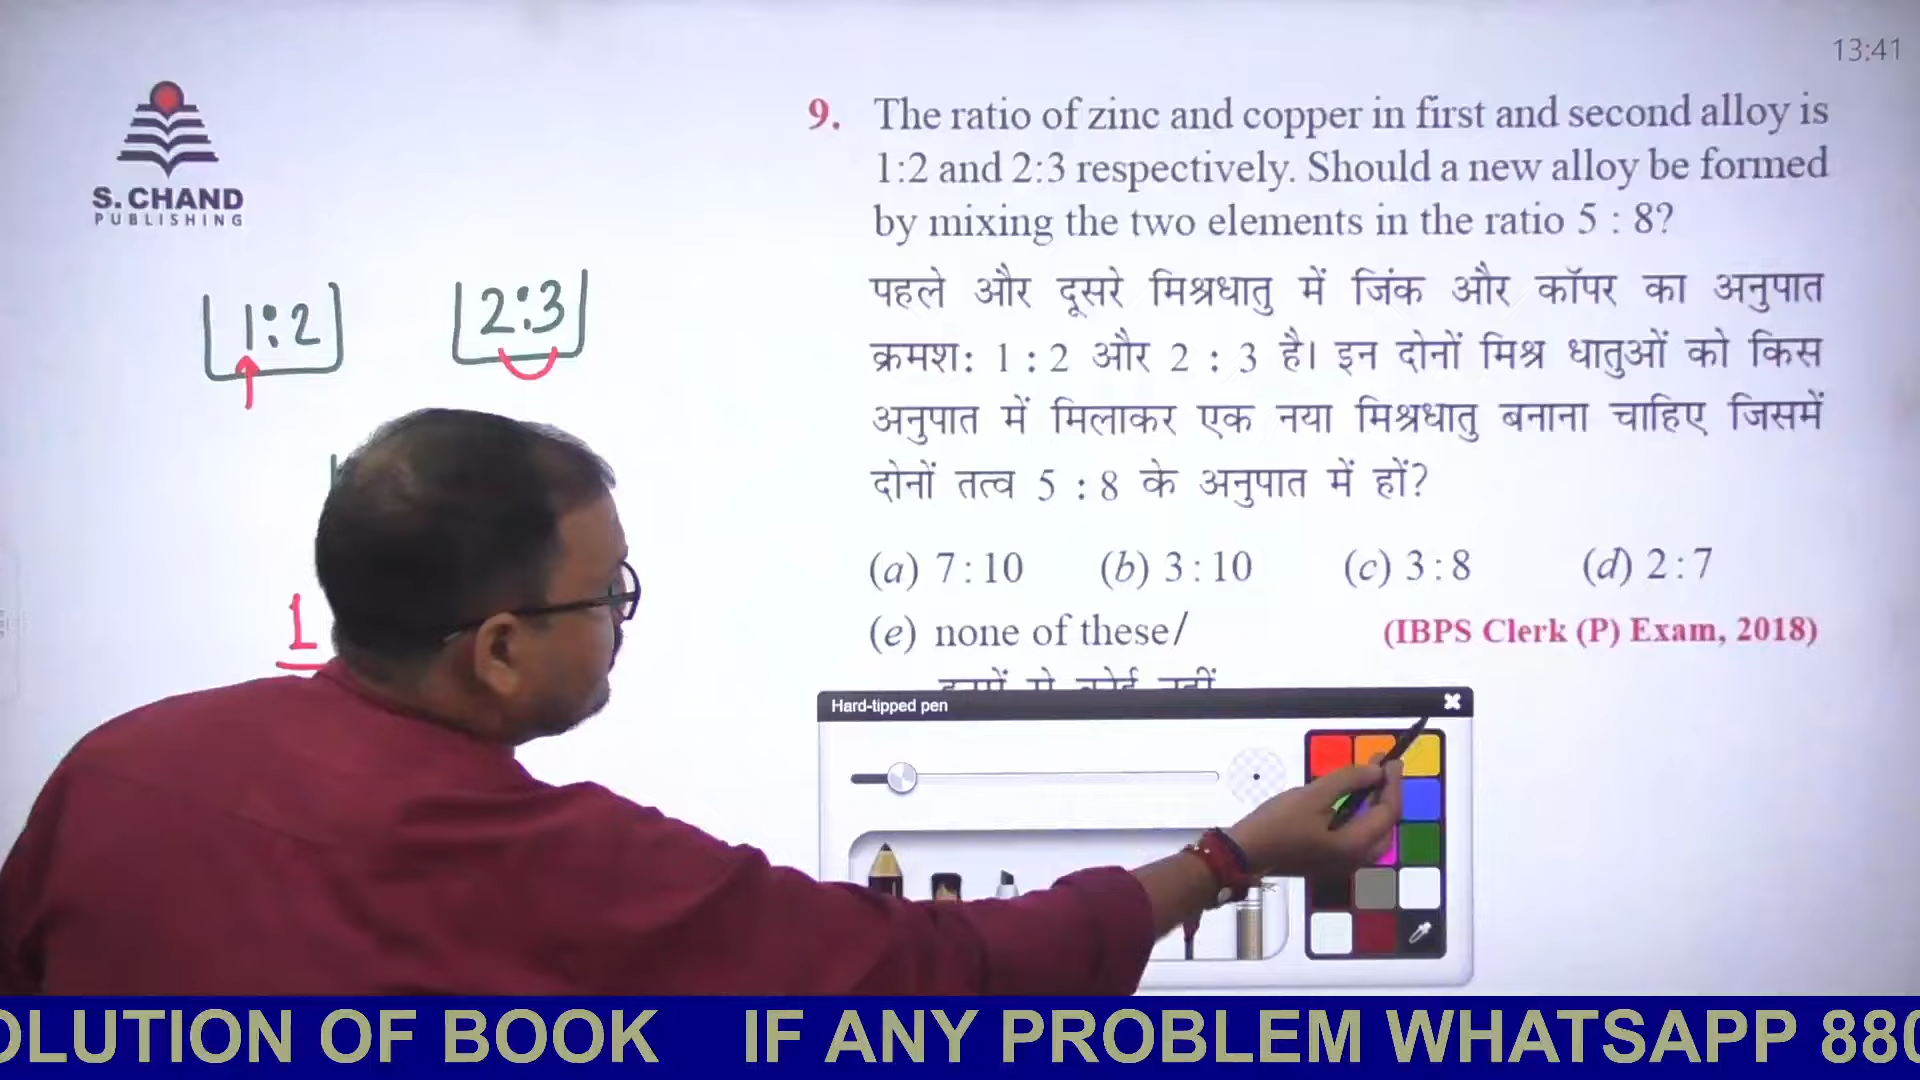 13:41
S. CHAND
PUBLISHING
9. The ratio of zinc and copper in first and second alloy is
1:2 and 2:3 respectively. Should a new alloy be formed
by mixing the two elements in the ratio 5 : 8?
पहले और दूसरे मिश्रधातु में जिंक और कॉपर का अनुपात
क्रमश: 1 : 2 और 2 : 3 है। इन दोनों मिश्र धातुओं को किस
अनुपात में मिलाकर एक नया मिश्रधातु बनाना चाहिए जिसमें
दोनों तत्व 5 : 8 के अनुपात में हों?
(a) 7 : 10 (b) 3 : 10 (c) 3 : 8 (d) 2 : 7
(e) none of these/ (IBPS Clerk (P) Exam, 2018)
1:2 2:3
1
Hard-tipped pen
OLUTION OF BOOK IF ANY PROBLEM WHATSAPP 880